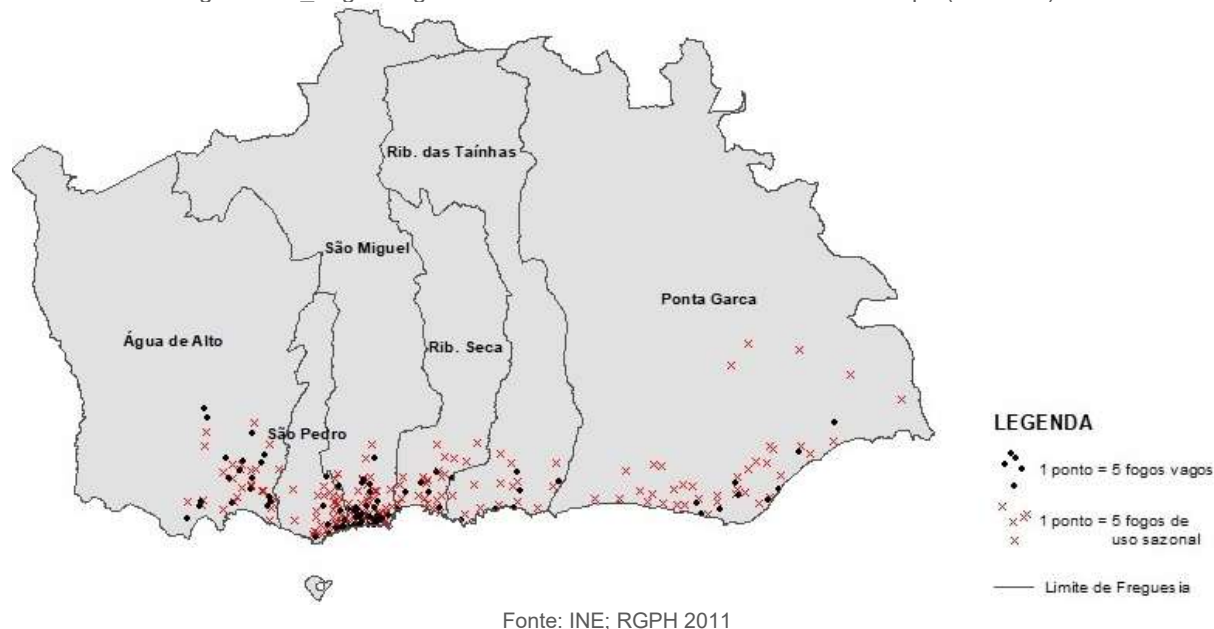 Rib. das Taínhas
São Miguel
Ponta Garca
Água de Alto
Rib. Seca
São Pedro
LEGENDA
1 ponto = 5 fogos vagos
1 ponto = 5 fogos de
uso sazonal
Limite de Freguesia
Fonte: INE; RGPH 2011